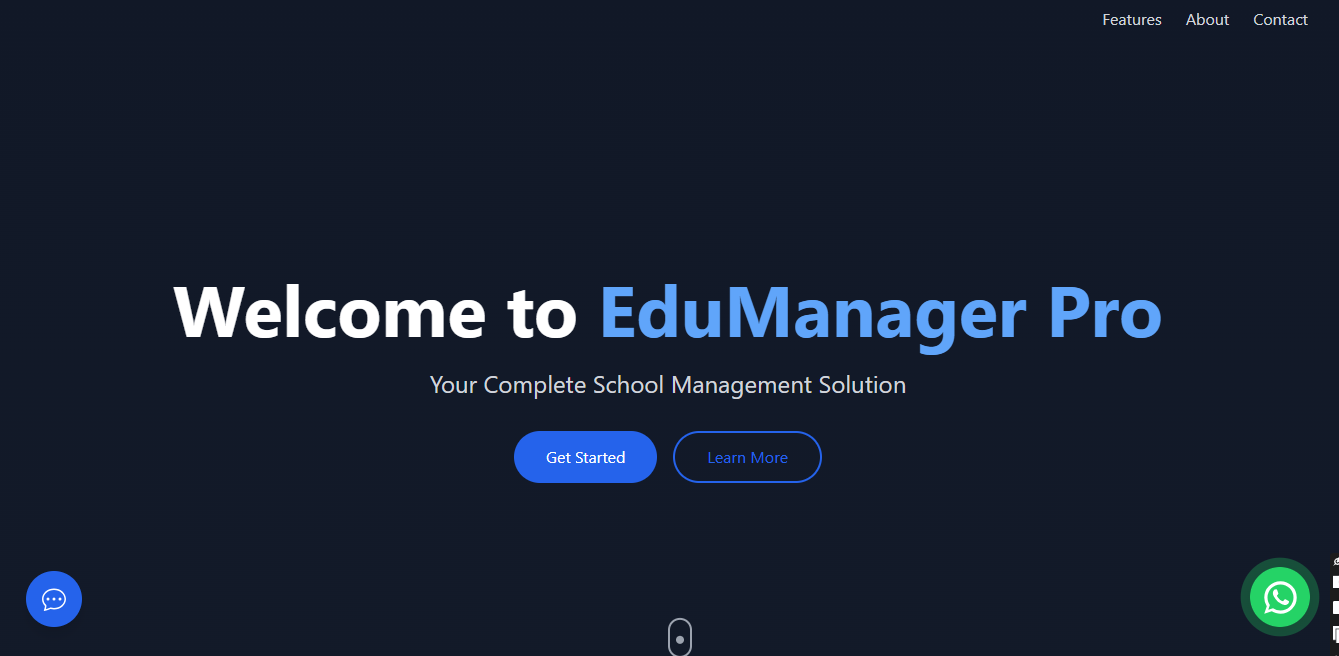 Features About Contact
Welcome to EduManager Pro
Your Complete School Management Solution
Get Started Learn More